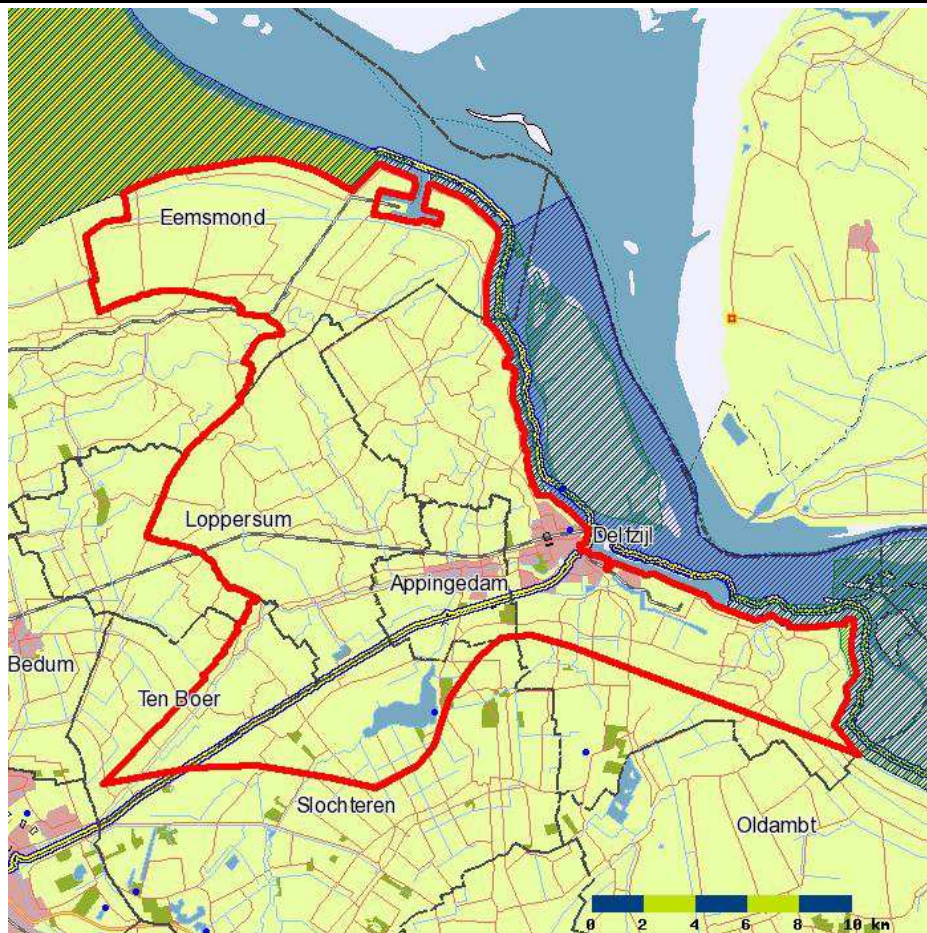 Eemsmond
Loppersum
Delfzijl
Appingedam
Bedum
Ten Boer
Slochteren
Oldambt
0 2 4 6 8 10 km